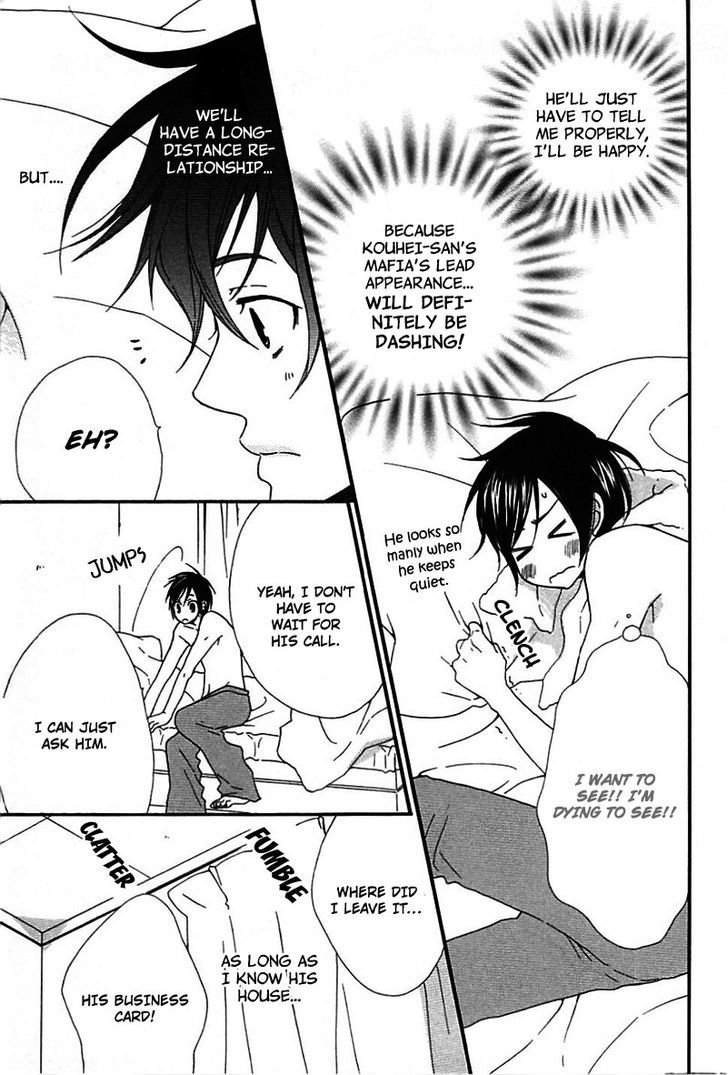 HE'LL JUST
HAVE TO TELL
ME PROPERLY,
I'LL BE HAPPY.
BECAUSE
KOUHEI-SAN'S
MAFIA'S LEAD
APPEARANCE...
WILL DEFI-
NITELY BE
DASHING!
He looks so
manly when
he keeps
quiet.
CLENCH
I WANT TO
SEE!! I'M
DYING TO SEE!!
WE'LL
HAVE A LONG-
DISTANCE RE-
LATIONSHIP...
BUT....
EH?
JUMPS
YEAH, I DON'T
HAVE TO
WAIT FOR
HIS CALL.
I CAN JUST
ASK HIM.
FUMBLE
CLATTER
WHERE DID
I LEAVE IT...
AS LONG AS
I KNOW HIS
HOUSE...
HIS BUSINESS
CARD!